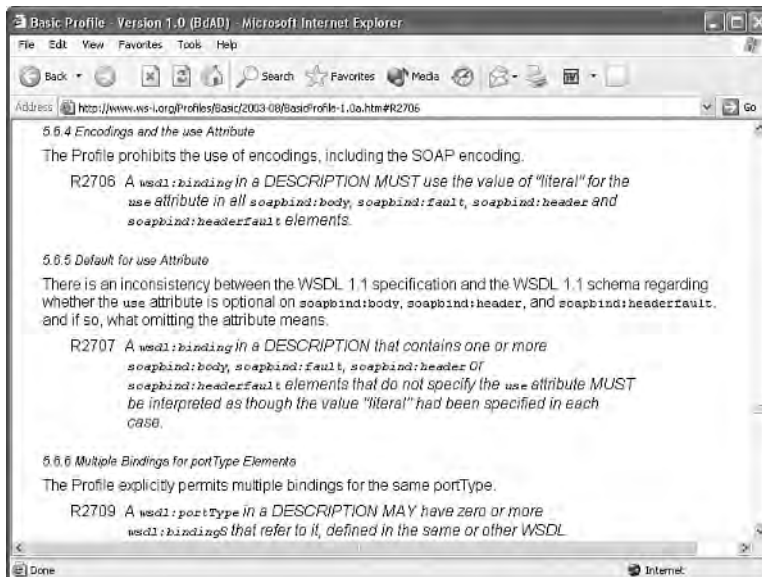 Basic Profile - Version 1.0 (BdAD) - Microsoft Internet Explorer
File Edit View Favorites Tools Help
Back Search Favorites Media
Address http://www.ws-i.org/Profiles/Basic/2003-08/BasicProfile-1.0a.htm#R2706 Go
5.6.4 Encodings and the use Attribute
The Profile prohibits the use of encodings, including the SOAP encoding.
R2706 A wsdl:binding in a DESCRIPTION MUST use the value of "literal" for the
use attribute in all soapbind:body, soapbind:fault, soapbind:header and
soapbind:headerfault elements.
5.6.5 Default for use Attribute
There is an inconsistency between the WSDL 1.1 specification and the WSDL 1.1 schema regarding
whether the use attribute is optional on soapbind:body, soapbind:header, and soapbind:headerfault,
and if so, what omitting the attribute means.
R2707 A wsdl:binding in a DESCRIPTION that contains one or more
soapbind:body, soapbind:fault, soapbind:header or
soapbind:headerfault elements that do not specify the use attribute MUST
be interpreted as though the value "literal" had been specified in each
case.
5.6.6 Multiple Bindings for portType Elements
The Profile explicitly permits multiple bindings for the same portType.
R2709 A wsdl:portType in a DESCRIPTION MAY have zero or more
wsdl:bindings that refer to it, defined in the same or other WSDL
Done Internet